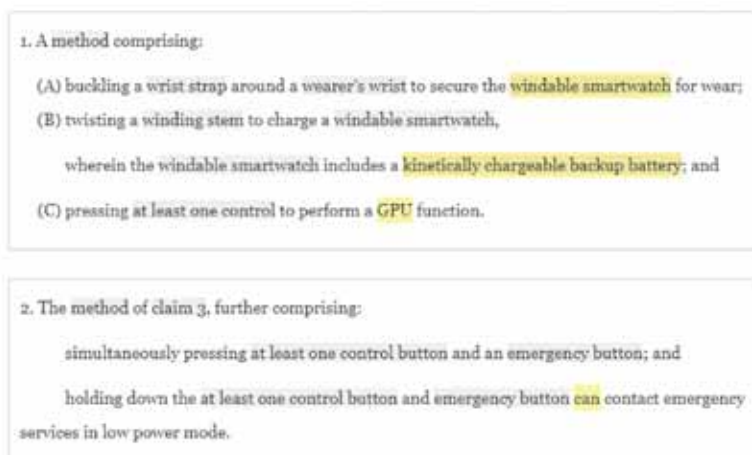 1. A method comprising:
(A) buckling a wrist strap around a wearer's wrist to secure the windable smartwatch for wear;
(B) twisting a winding stem to charge a windable smartwatch,
wherein the windable smartwatch includes a kinetically chargeable backup battery; and
(C) pressing at least one control to perform a GPU function.
2. The method of claim 3, further comprising:
simultaneously pressing at least one control button and an emergency button; and
holding down the at least one control button and emergency button can contact emergency
services in low power mode.